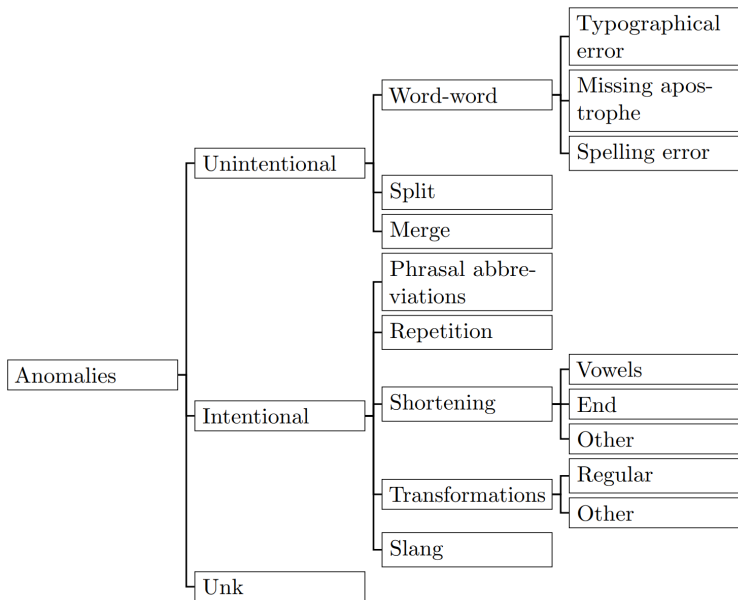 Typographical
error
Missing apos-
trophe
Spelling error
Word-word
Unintentional
Split
Merge
Phrasal abbre-
viations
Repetition
Anomalies
Intentional
Shortening
Vowels
End
Other
Transformations
Regular
Other
Slang
Unk